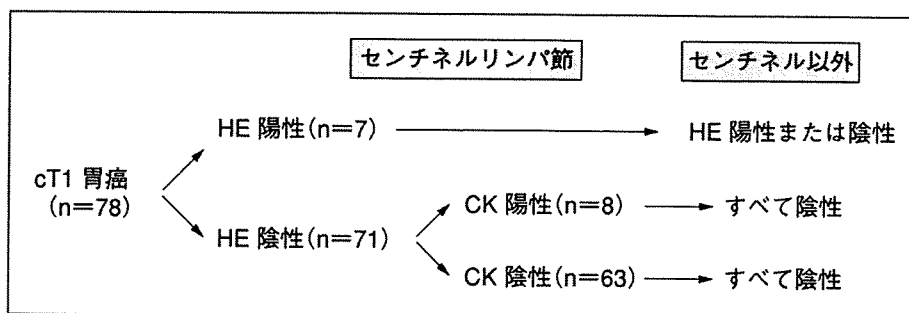 センチネルリンパ節 センチネル以外
HE 陽性(n=7) HE 陽性または陰性
cT1 胃癌
(n=78)
CK 陽性(n=8) すべて陰性
HE 陰性(n=71)
CK 陰性(n=63) すべて陰性